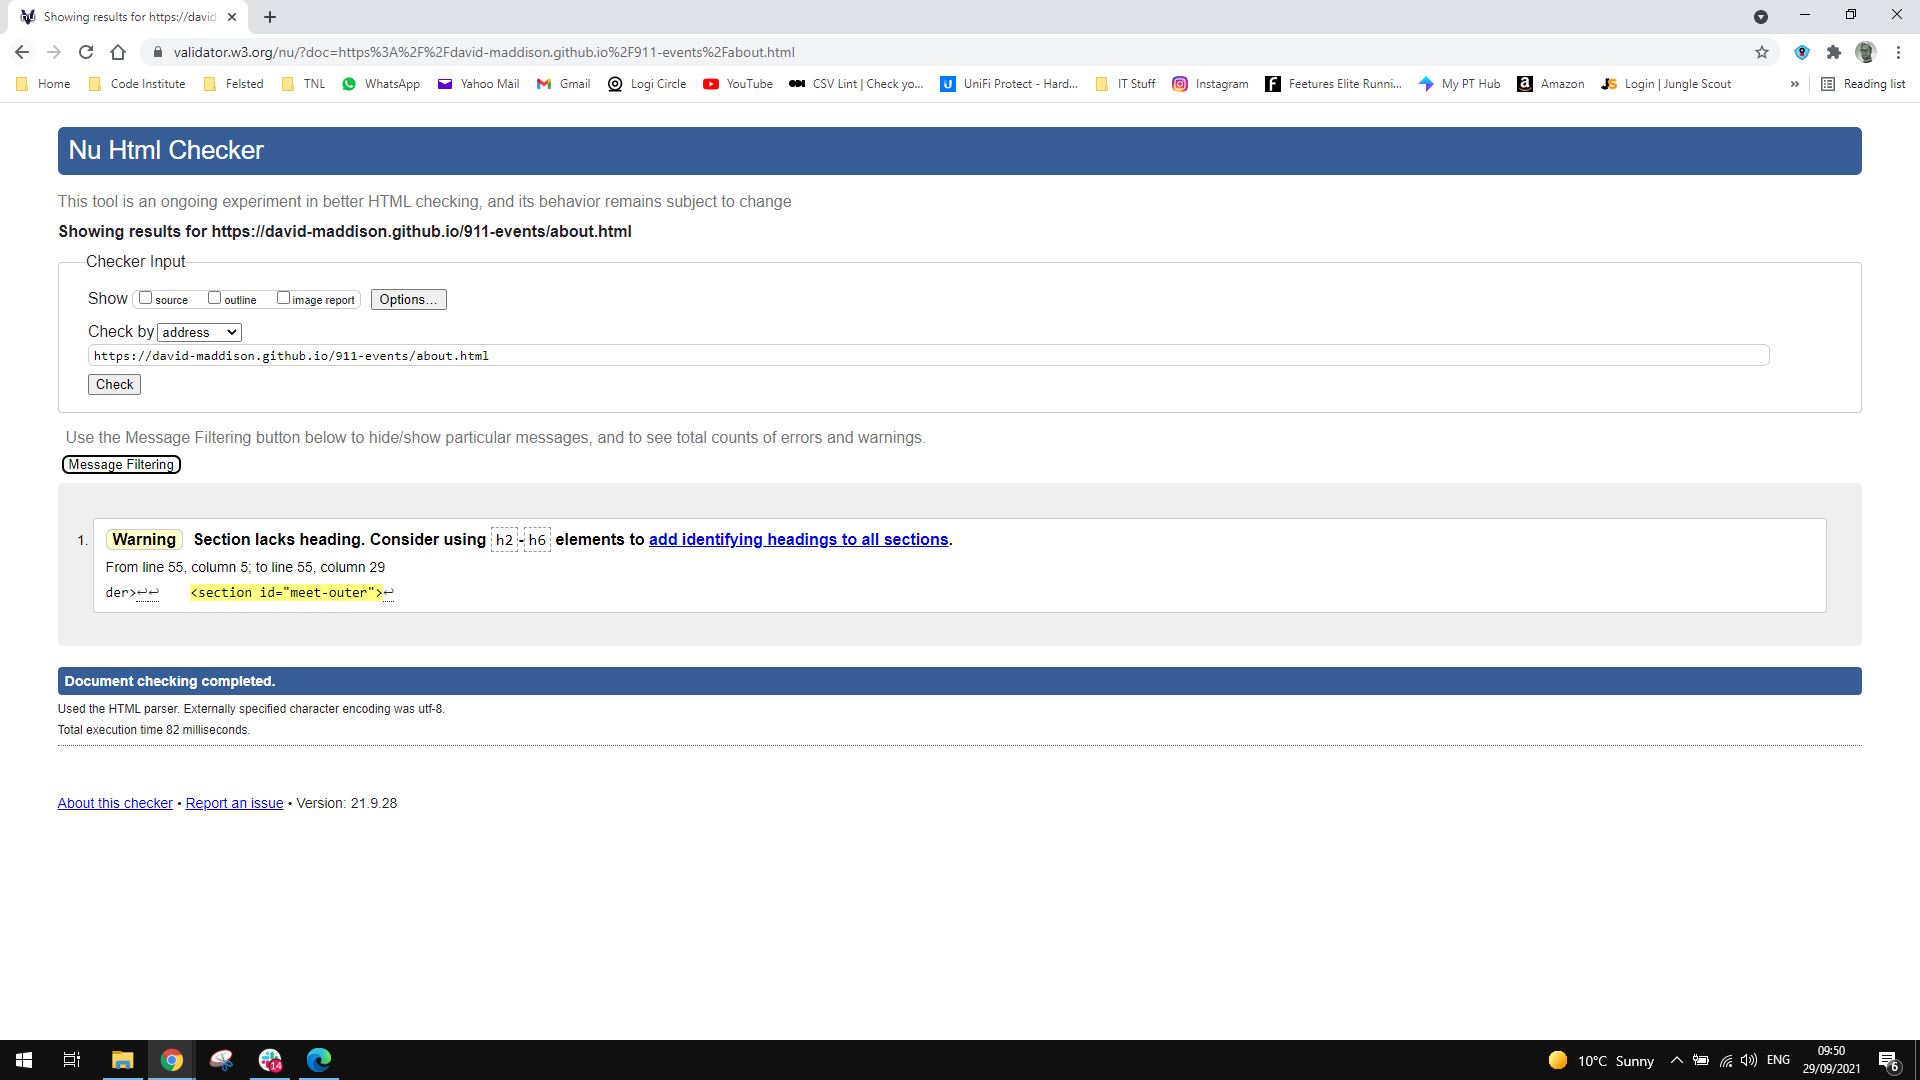 Showing results for https://david
validator.w3.org/nu/?doc=https%3A%2F%2Fdavid-maddison.github.io%2F911-events%2Fabout.html
Home Code Institute Felsted TNL WhatsApp Yahoo Mail Gmail Logi Circle YouTube CSV Lint | Check yo... UniFi Protect - Hard... IT Stuff Instagram Feetures Elite Runni... My PT Hub Amazon Login | Jungle Scout » Reading list
Nu Html Checker
This tool is an ongoing experiment in better HTML checking, and its behavior remains subject to change
Showing results for https://david-maddison.github.io/911-events/about.html
Checker Input
Show source outline image report Options...
Check by address
https://david-maddison.github.io/911-events/about.html
Check
Use the Message Filtering button below to hide/show particular messages, and to see total counts of errors and warnings.
Message Filtering
1. Warning Section lacks heading. Consider using h2-h6 elements to add identifying headings to all sections.
From line 55, column 5; to line 55, column 29
der>↩↩ <section id="meet-outer">↩
Document checking completed.
Used the HTML parser. Externally specified character encoding was utf-8.
Total execution time 82 milliseconds.
About this checker • Report an issue • Version: 21.9.28
14
10°C Sunny ENG
09:50
29/09/2021
6